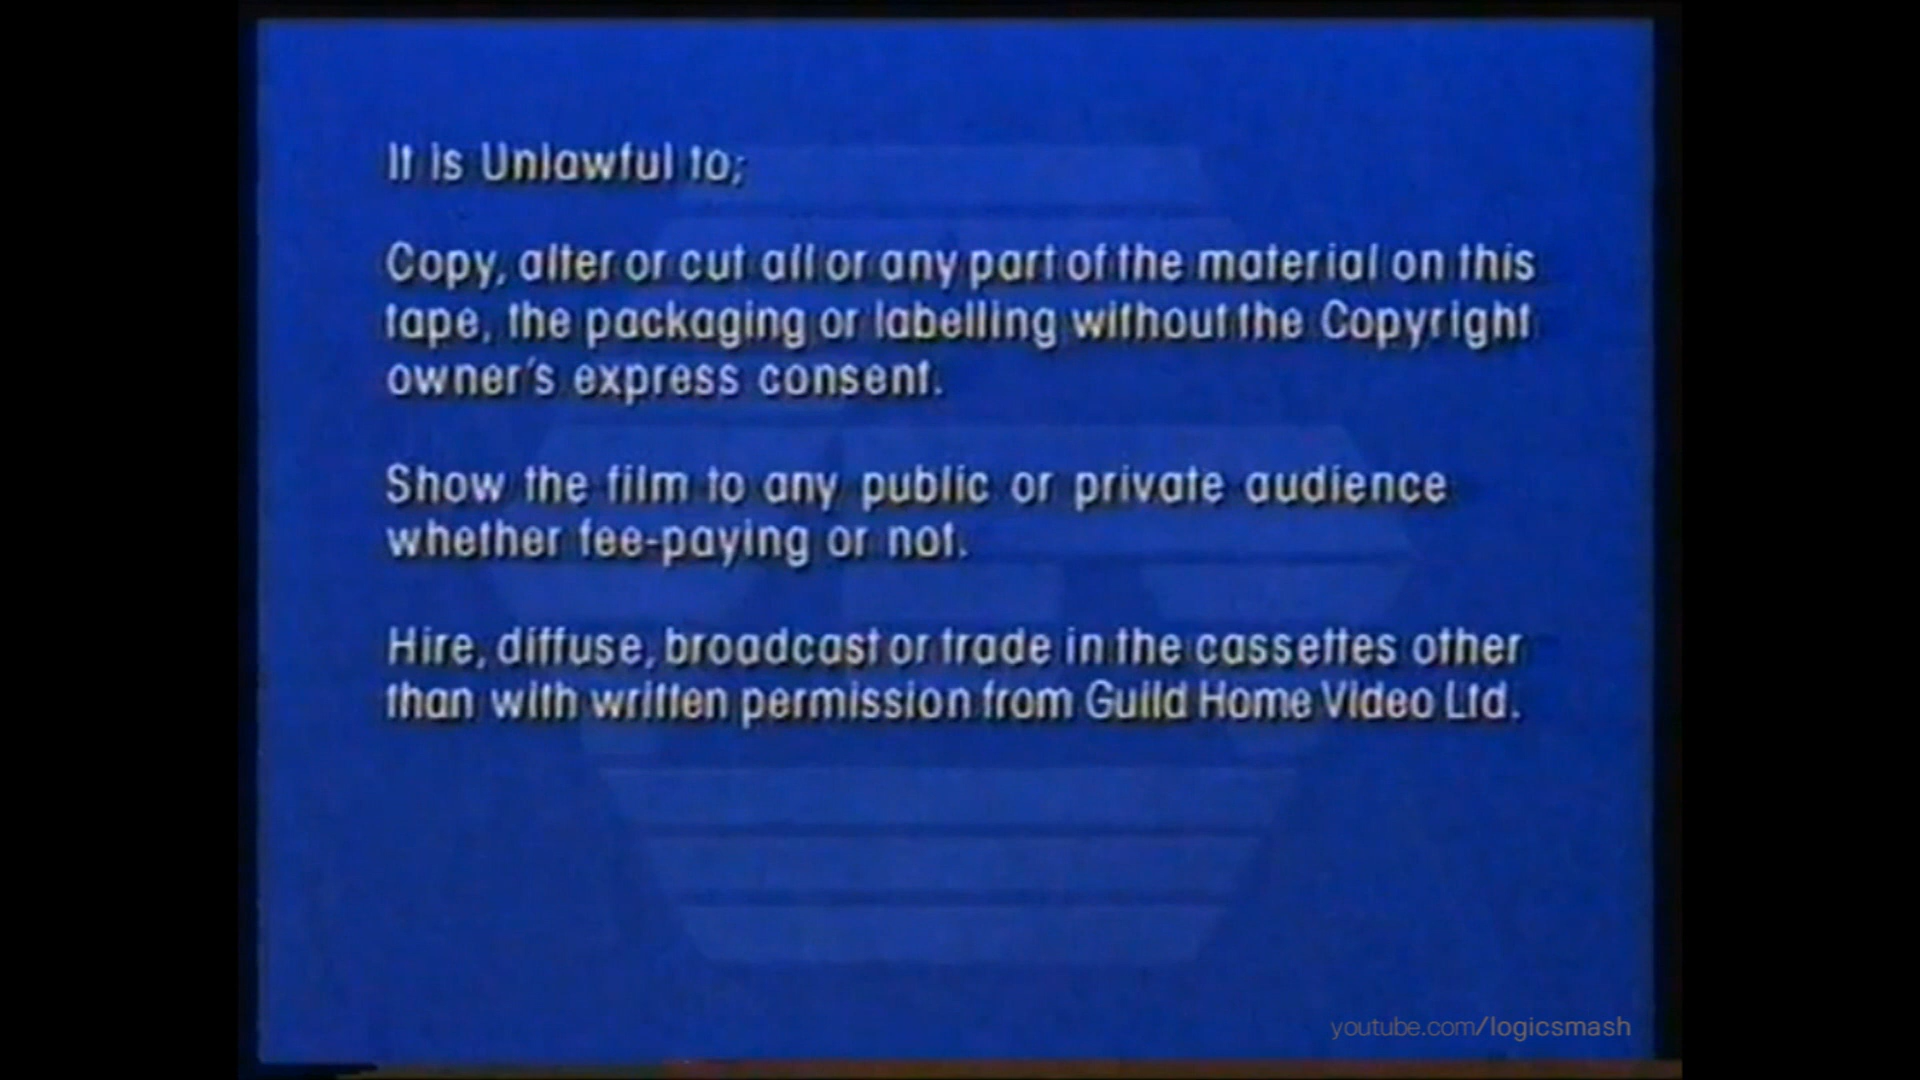 It is Unlawful to;
Copy, alter or cut all or any part of the material on this
tape, the packaging or labelling without the Copyright
owner's express consent.
Show the film to any public or private audience
whether fee-paying or not.
Hire, diffuse, broadcast or trade in the cassettes other
than with written permission from Guild Home Video Ltd.
youtube.com/logicsmash